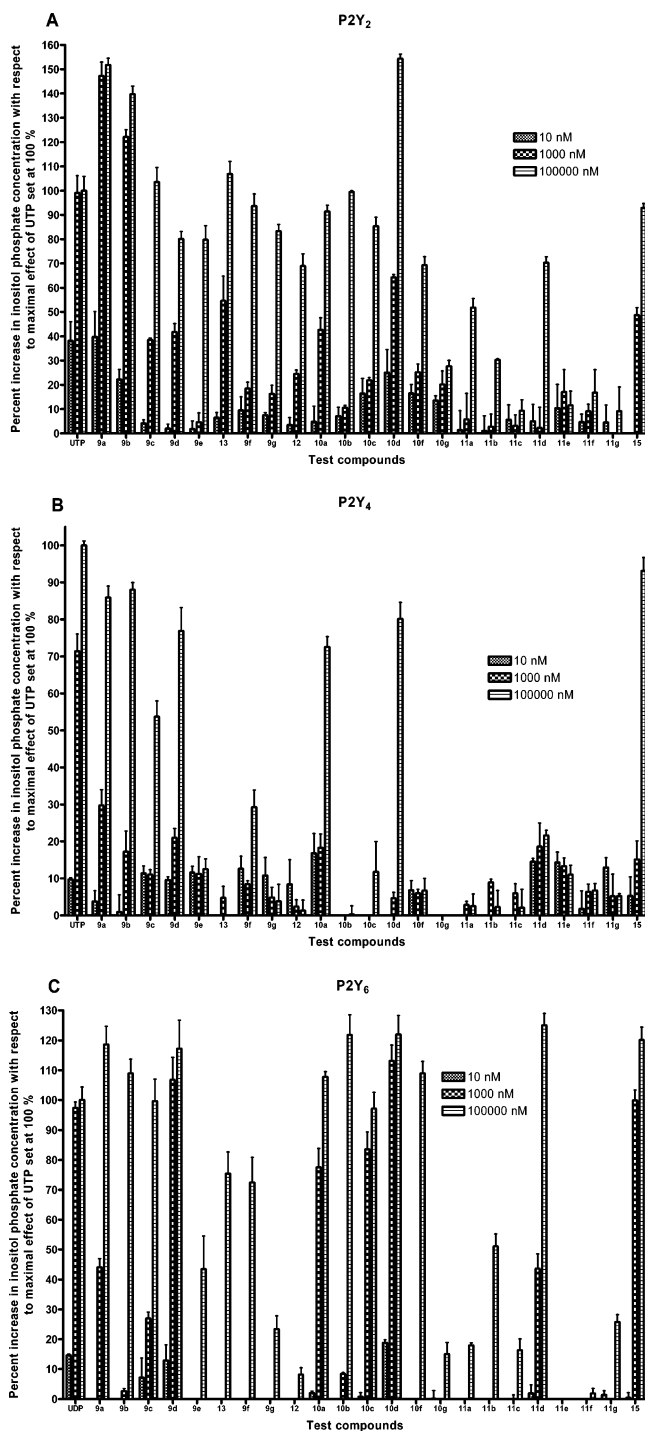 A
P2Y2
Percent increase in inositol phosphate concentration with respect
to maximal effect of UTP set at 100 %
160
150
140
130
120
110
100
90
80
70
60
50
40
30
20
10
0
10 nM
1000 nM
100000 nM
UTP 9a 9b 9c 9d 9e 13 9f 9g 12 10a 10b 10c 10d 10f 10g 11a 11b 11c 11d 11e 11f 11g 15
Test compounds
B
P2Y4
Percent increase in inositol phosphate concentration with respect
to maximal effect of UTP set at 100 %
100
90
80
70
60
50
40
30
20
10
0
10 nM
1000 nM
100000 nM
UTP 9a 9b 9c 9d 9e 13 9f 9g 12 10a 10b 10c 10d 10f 10g 11a 11b 11c 11d 11e 11f 11g 15
Test compounds
C
P2Y6
Percent increase in inositol phosphate concentration with respect
to maximal effect of UTP set at 100 %
130
120
110
100
90
80
70
60
50
40
30
20
10
0
10 nM
1000 nM
100000 nM
UDP 9a 9b 9c 9d 9e 13 9f 9g 12 10a 10b 10c 10d 10f 10g 11a 11b 11c 11d 11e 11f 11g 15
Test compounds